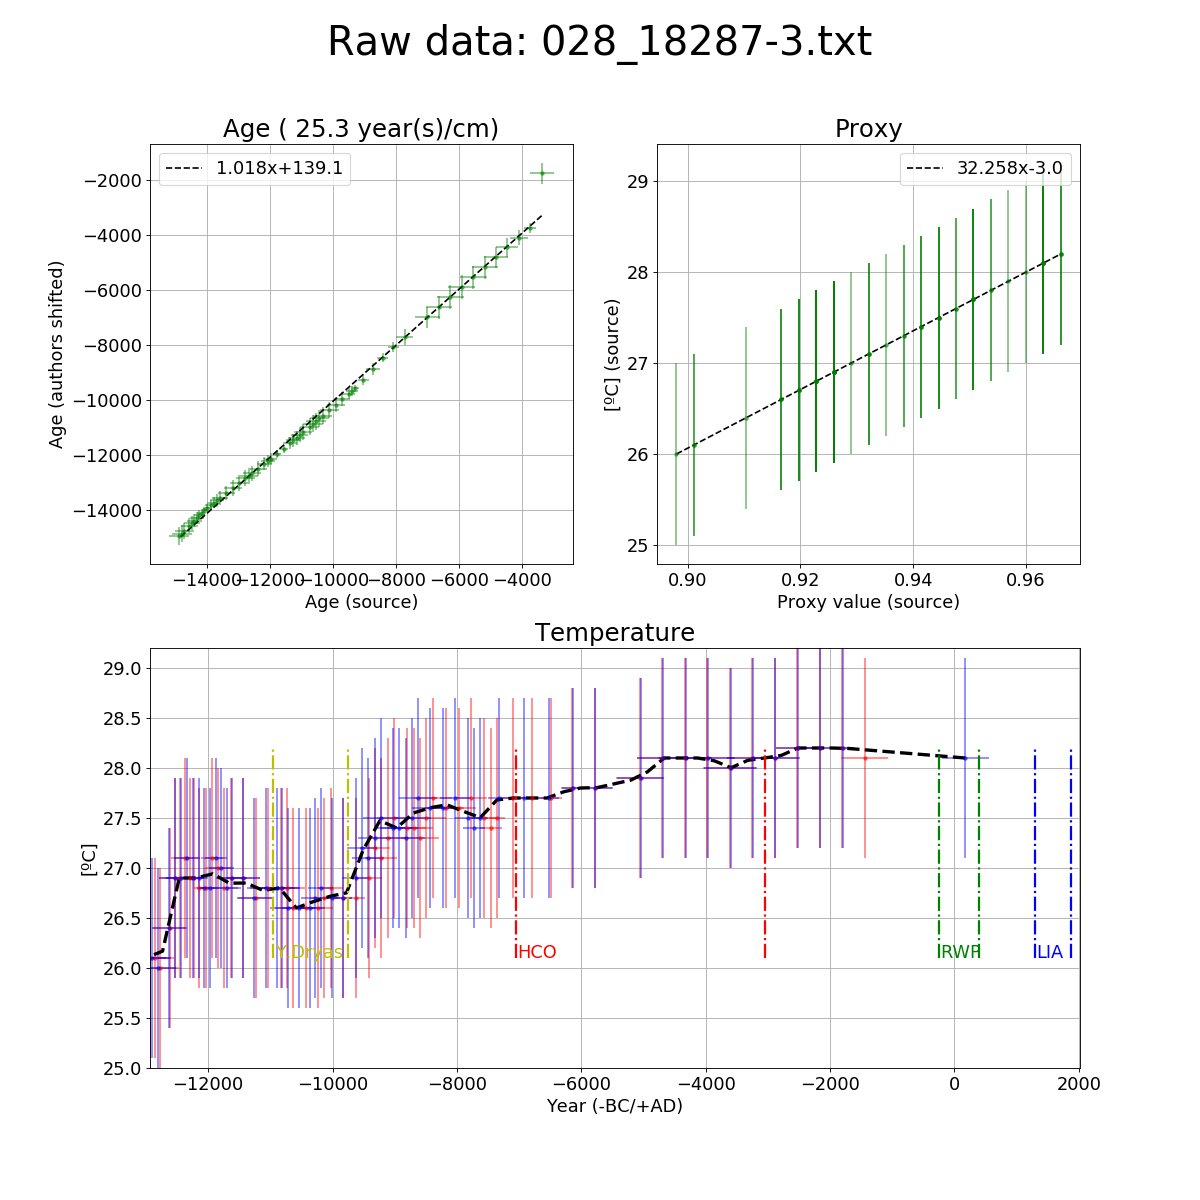 Raw data: 028_18287-3.txt
Age ( 25.3 year(s)/cm)
1.018x+139.1
−2000
−4000
−6000
−8000
−10000
−12000
−14000
Age (authors shifted)
−14000 −12000 −10000 −8000 −6000 −4000
Age (source)
Proxy
32.258x-3.0
29
28
27
26
25
[ºC] (source)
0.90 0.92 0.94 0.96
Proxy value (source)
Temperature
29.0
28.5
28.0
27.5
27.0
26.5
26.0
25.5
25.0
[ºC]
Y.Dryas HCO RWP LIA
−12000 −10000 −8000 −6000 −4000 −2000 0 2000
Year (-BC/+AD)